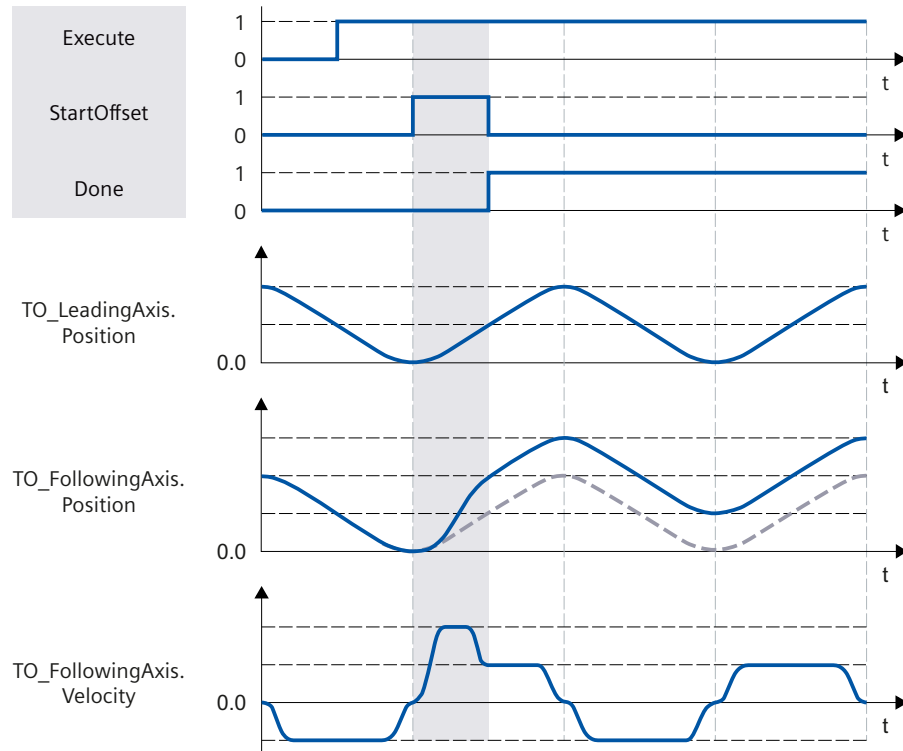 Execute
1
0
t
StartOffset
1
0
t
Done
1
0
t
TO_LeadingAxis.
Position
0.0
t
TO_FollowingAxis.
Position
0.0
t
TO_FollowingAxis.
Velocity
0.0
t